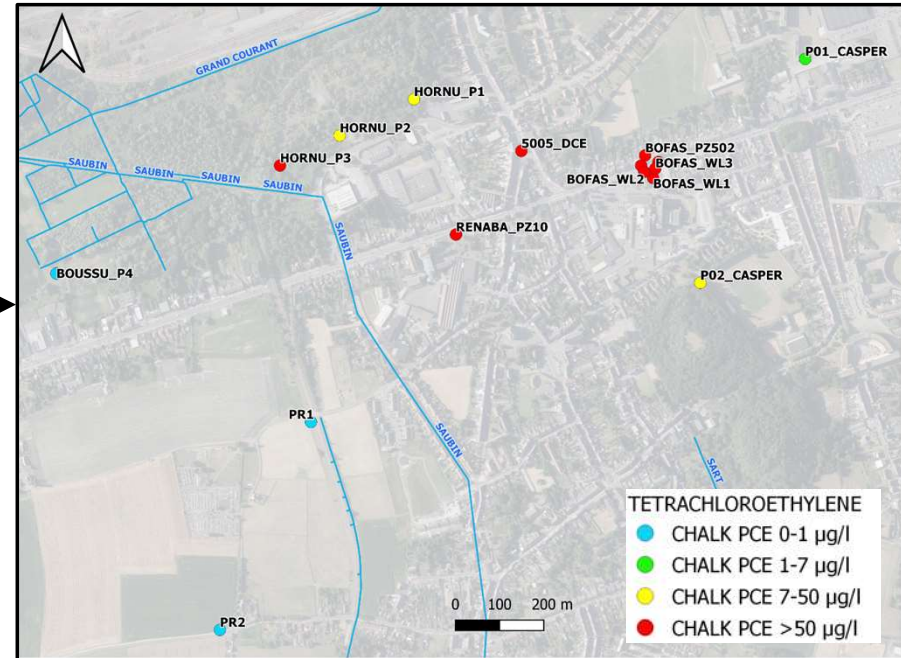 P01_CASPER
GRAND COURANT
HORNU_P1
HORNU_P2
5005_DCE
BOFAS_PZ502
HORNU_P3
BOFAS_WL3
SAUBIN
SAUBIN
SAUBIN
SAUBIN
BOFAS_WL2
BOFAS_WL1
RENABA_PZ10
SAUBIN
BOUSSU_P4
P02_CASPER
PR1
SAUBIN
SART
PR2
0 100 200 m
TETRACHLOROETHYLENE
CHALK PCE 0-1 µg/l
CHALK PCE 1-7 µg/l
CHALK PCE 7-50 µg/l
CHALK PCE >50 µg/l